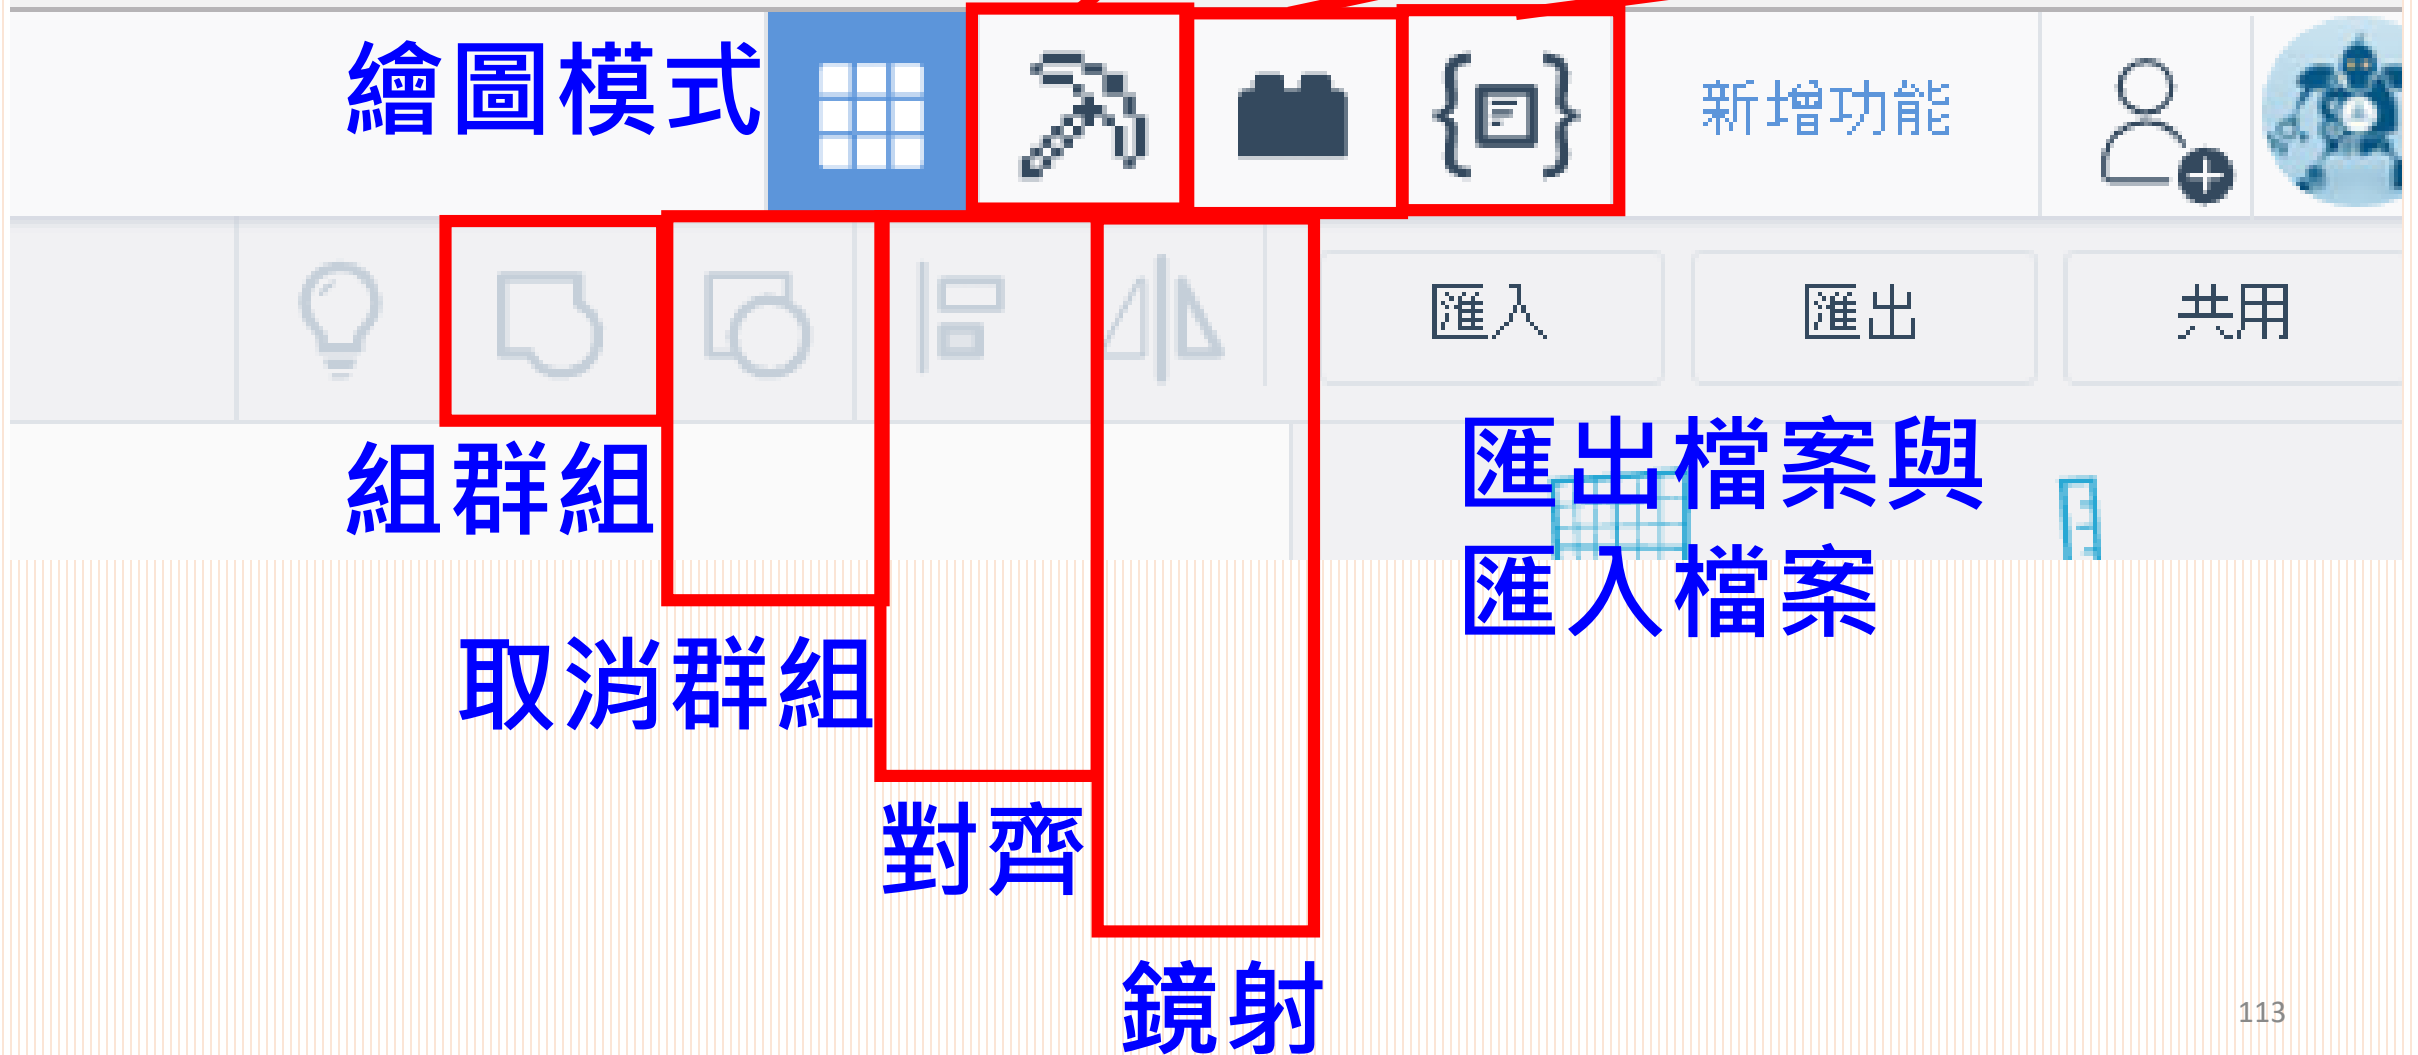 繪圖模式
新增功能
匯入
匯出
共用
組群組
匯出檔案與
匯入檔案
取消群組
對齊
鏡射
113